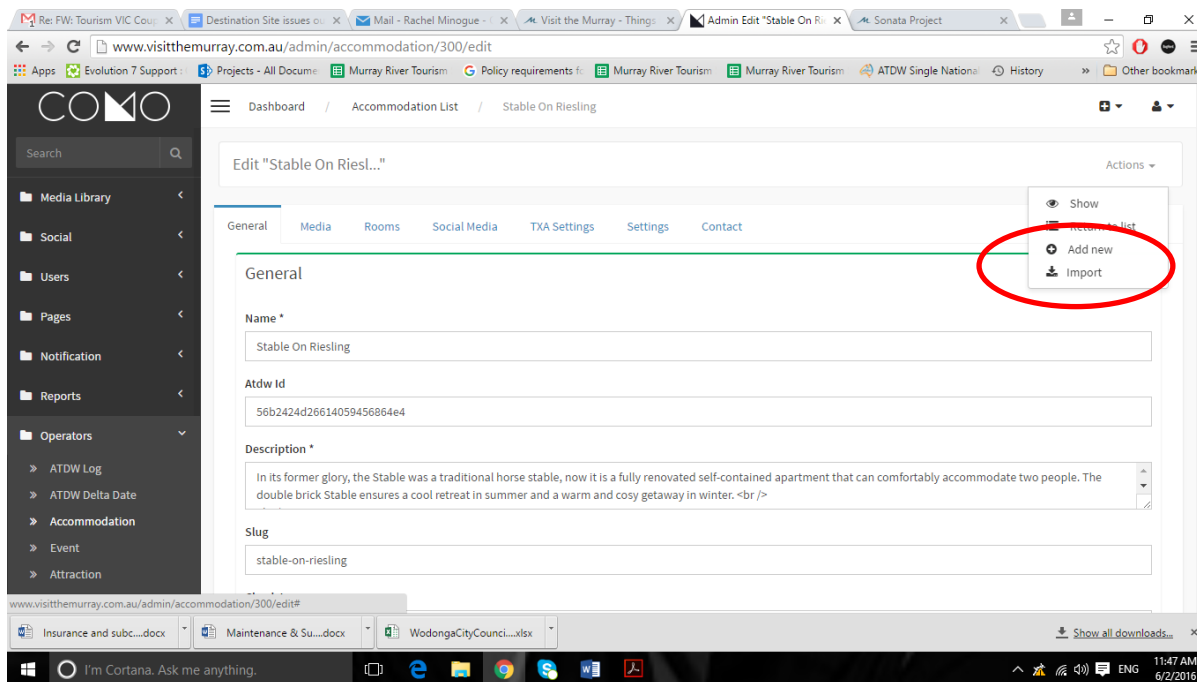 Re: FW: Tourism VIC Coup
Destination Site issues ou
Mail - Rachel Minogue -
Visit the Murray - Things
Admin Edit "Stable On Ri
Sonata Project
www.visitthemurray.com.au/admin/accommodation/300/edit
Apps
Evolution 7 Support
Projects - All Docume
Murray River Tourism
Policy requirements fo
Murray River Tourism
Murray River Tourism
ATDW Single National
History
»
Other bookmark
COMO
Dashboard / Accommodation List / Stable On Riesling
Search
Edit "Stable On Riesl..."
Actions
Media Library
Social
Users
Pages
Notification
Reports
Operators
ATDW Log
ATDW Delta Date
Accommodation
Event
Attraction
Show
Return to list
Add new
Import
General Media Rooms Social Media TXA Settings Settings Contact
General
Name *
Stable On Riesling
Atdw Id
56b2424d26614059456864e4
Description *
In its former glory, the Stable was a traditional horse stable, now it is a fully renovated self-contained apartment that can comfortably accommodate two people. The
double brick Stable ensures a cool retreat in summer and a warm and cosy getaway in winter. <br />
Slug
stable-on-riesling
www.visitthemurray.com.au/admin/accommodation/300/edit#
Insurance and subc....docx
Maintenance & Su....docx
WodongaCityCounci....xlsx
Show all downloads...
I'm Cortana. Ask me anything.
ENG
11:47 AM
6/2/2016